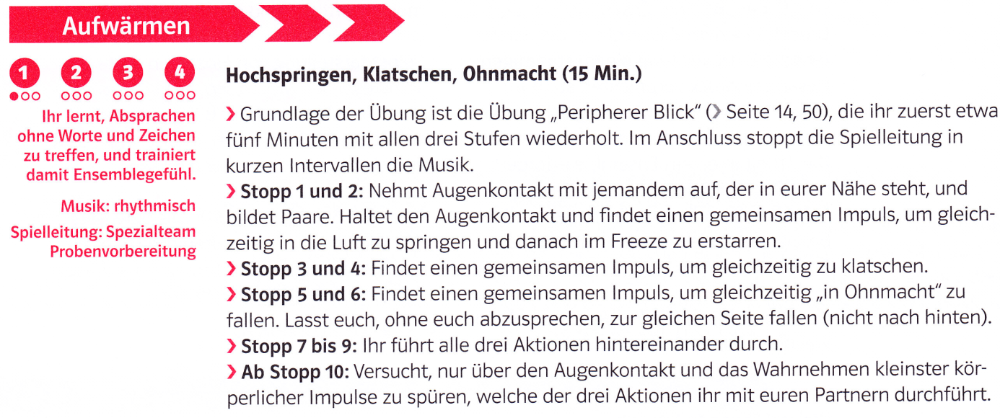 Aufwärmen
1 2 3 4
Ihr lernt, Absprachen
ohne Worte und Zeichen
zu treffen, und trainiert
damit Ensemblegefühl.
Musik: rhythmisch
Spielleitung: Spezialteam
Probenvorbereitung
Hochspringen, Klatschen, Ohnmacht (15 Min.)
› Grundlage der Übung ist die Übung „Peripherer Blick“ (› Seite 14, 50), die ihr zuerst etwa
fünf Minuten mit allen drei Stufen wiederholt. Im Anschluss stoppt die Spielleitung in
kurzen Intervallen die Musik.
› Stopp 1 und 2: Nehmt Augenkontakt mit jemandem auf, der in eurer Nähe steht, und
bildet Paare. Haltet den Augenkontakt und findet einen gemeinsamen Impuls, um gleich-
zeitig in die Luft zu springen und danach im Freeze zu erstarren.
› Stopp 3 und 4: Findet einen gemeinsamen Impuls, um gleichzeitig zu klatschen.
› Stopp 5 und 6: Findet einen gemeinsamen Impuls, um gleichzeitig „in Ohnmacht“ zu
fallen. Lasst euch, ohne euch abzusprechen, zur gleichen Seite fallen (nicht nach hinten).
› Stopp 7 bis 9: Ihr führt alle drei Aktionen hintereinander durch.
› Ab Stopp 10: Versucht, nur über den Augenkontakt und das Wahrnehmen kleinster kör-
perlicher Impulse zu spüren, welche der drei Aktionen ihr mit euren Partnern durchführt.